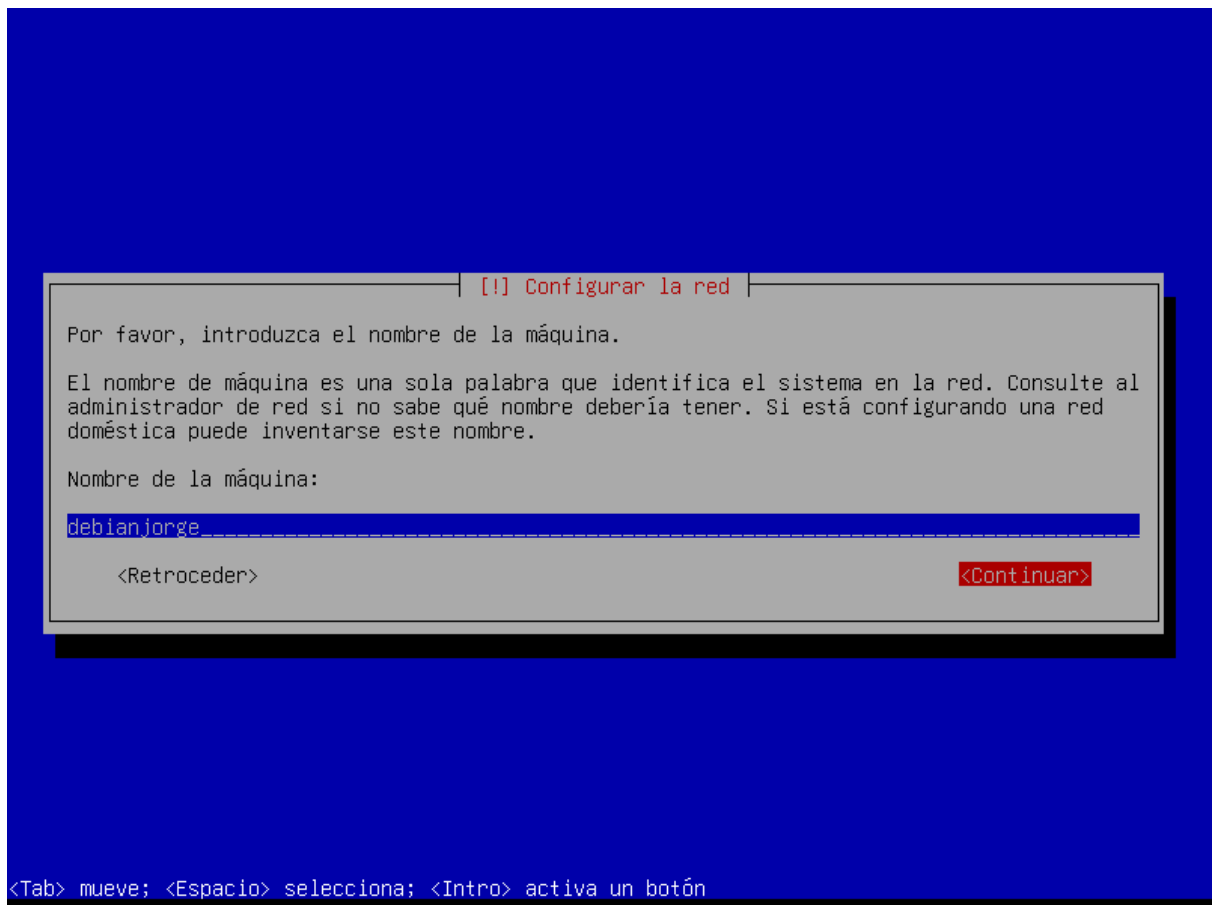 [!] Configurar la red
Por favor, introduzca el nombre de la máquina.
El nombre de máquina es una sola palabra que identifica el sistema en la red. Consulte al
administrador de red si no sabe qué nombre debería tener. Si está configurando una red
doméstica puede inventarse este nombre.
Nombre de la máquina:
debianjorge
<Retroceder> <Continuar>
<Tab> mueve; <Espacio> selecciona; <Intro> activa un botón